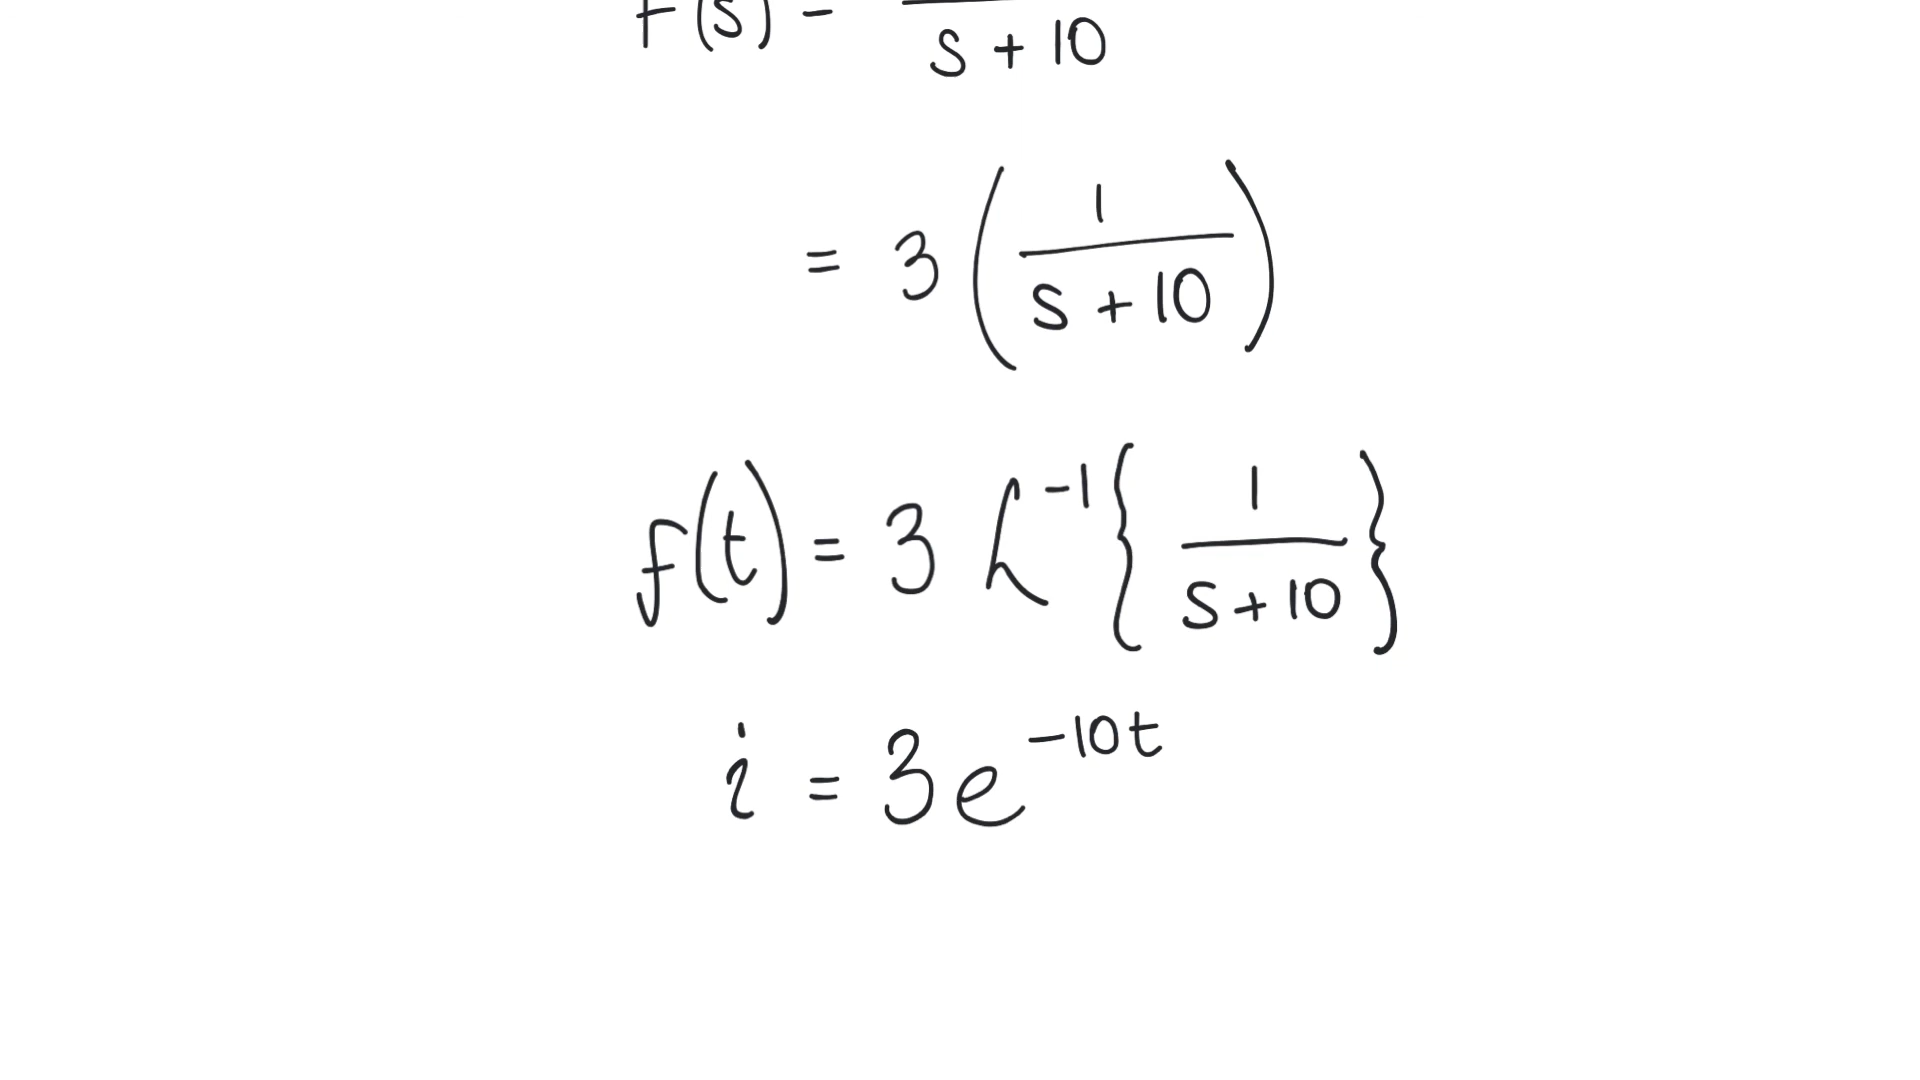 F(s) = / s + 10
= 3 ( 1 / s + 10 )
f(t) = 3 ℒ⁻¹ { 1 / s + 10 }
i = 3e^-10t